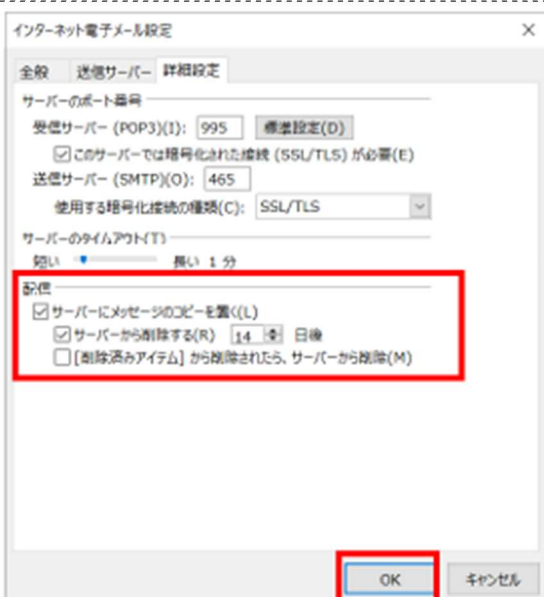 インターネット電子メール設定
全般 送信サーバー 詳細設定
サーバーのポート番号
受信サーバー (POP3)(I): 995 標準設定(D)
このサーバーでは暗号化された接続 (SSL/TLS) が必要(E)
送信サーバー (SMTP)(O): 465
使用する暗号化接続の種類(C): SSL/TLS
サーバーのタイムアウト(T)
短い 長い 1 分
配信
サーバーにメッセージのコピーを置く(L)
サーバーから削除する(R) 14 日後
[削除済みアイテム] から削除されたら、サーバーから削除(M)
OK キャンセル